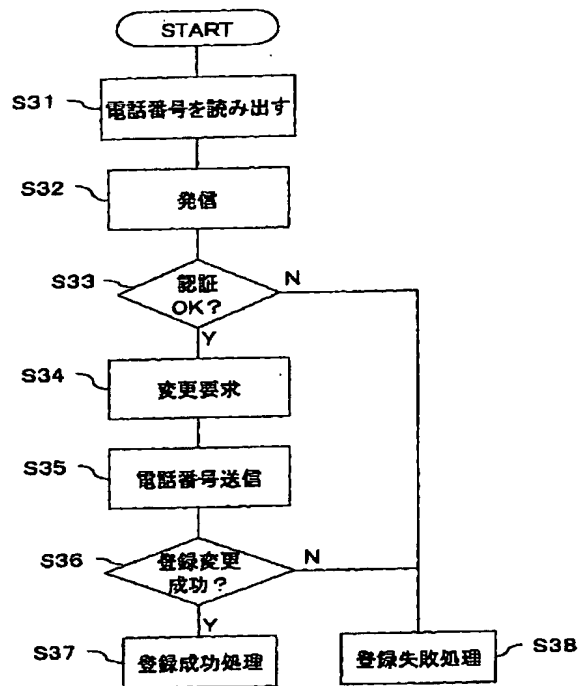 START
S31
電話番号を読み出す
S32
発信
S33
認証
OK?
N
Y
S34
変更要求
S35
電話番号送信
S36
登録変更
成功?
N
Y
S37
登録成功処理
登録失敗処理
S38